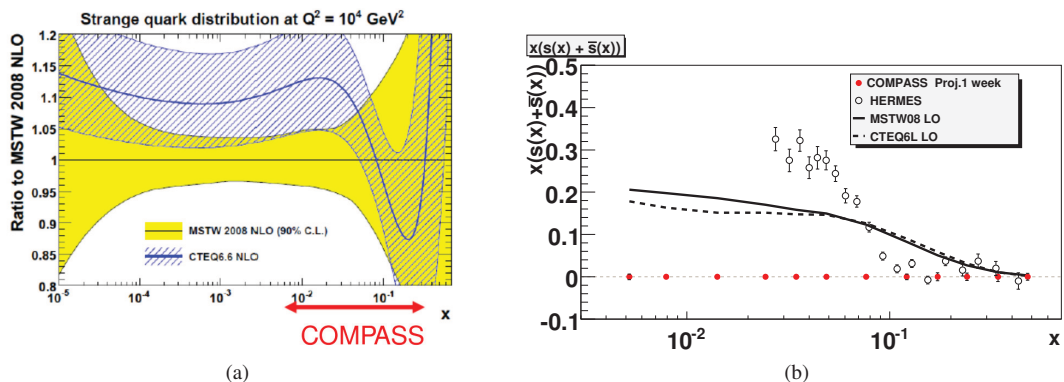 Strange quark distribution at Q² = 10⁴ GeV²
Ratio to MSTW 2008 NLO
1.2
1.15
1.1
1.05
1
0.95
0.9
0.85
0.8
MSTW 2008 NLO (90% C.L.)
CTEQ6.6 NLO
10⁻⁵
10⁻⁴
10⁻³
10⁻²
10⁻¹
x
COMPASS
(a)
x(s(x) + s̅(x))
x(s(x)+s̅(x))
0.5
0.4
0.3
0.2
0.1
0
-0.1
COMPASS Proj.1 week
HERMES
MSTW08 LO
CTEQ6L LO
10⁻²
10⁻¹
x
(b)